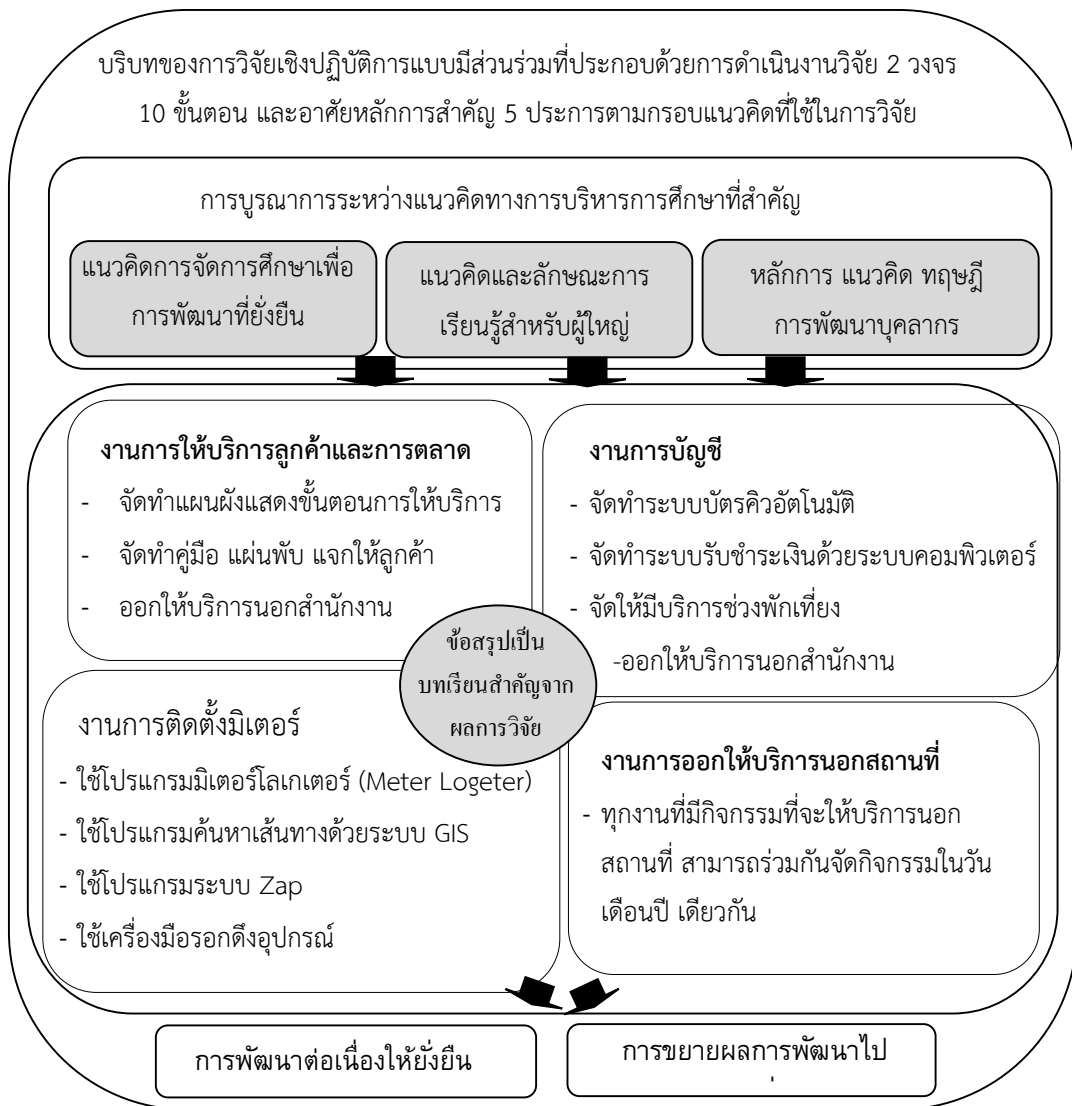 บริบทของการวิจัยเชิงปฏิบัติการแบบมีส่วนร่วมที่ประกอบด้วยการดำเนินงานวิจัย 2 วงจร
10 ขั้นตอน และอาศัยหลักการสำคัญ 5 ประการตามกรอบแนวคิดที่ใช้ในการวิจัย
การบูรณาการระหว่างแนวคิดทางการบริหารการศึกษาที่สำคัญ
แนวคิดการจัดการศึกษาเพื่อ
การพัฒนาที่ยั่งยืน
แนวคิดและลักษณะการ
เรียนรู้สำหรับผู้ใหญ่
หลักการ แนวคิด ทฤษฎี
การพัฒนาบุคลากร
งานการให้บริการลูกค้าและการตลาด
- จัดทำแผนผังแสดงขั้นตอนการให้บริการ
- จัดทำคู่มือ แผ่นพับ แจกให้ลูกค้า
- ออกให้บริการนอกสำนักงาน
งานการบัญชี
- จัดทำระบบบัตรคิวอัตโนมัติ
- จัดทำระบบรับชำระเงินด้วยระบบคอมพิวเตอร์
- จัดให้มีบริการช่วงพักเที่ยง
-ออกให้บริการนอกสำนักงาน
ข้อสรุปเป็น
บทเรียนสำคัญจาก
ผลการวิจัย
งานการติดตั้งมิเตอร์
- ใช้โปรแกรมมิเตอร์โลเกเตอร์ (Meter Logeter)
- ใช้โปรแกรมค้นหาเส้นทางด้วยระบบ GIS
- ใช้โปรแกรมระบบ Zap
- ใช้เครื่องมือรอกดึงอุปกรณ์
งานการออกให้บริการนอกสถานที่
- ทุกงานที่มีกิจกรรมที่จะให้บริการนอก
สถานที่ สามารถร่วมกันจัดกิจกรรมในวัน
เดือนปี เดียวกัน
การพัฒนาต่อเนื่องให้ยั่งยืน
การขยายผลการพัฒนาไป